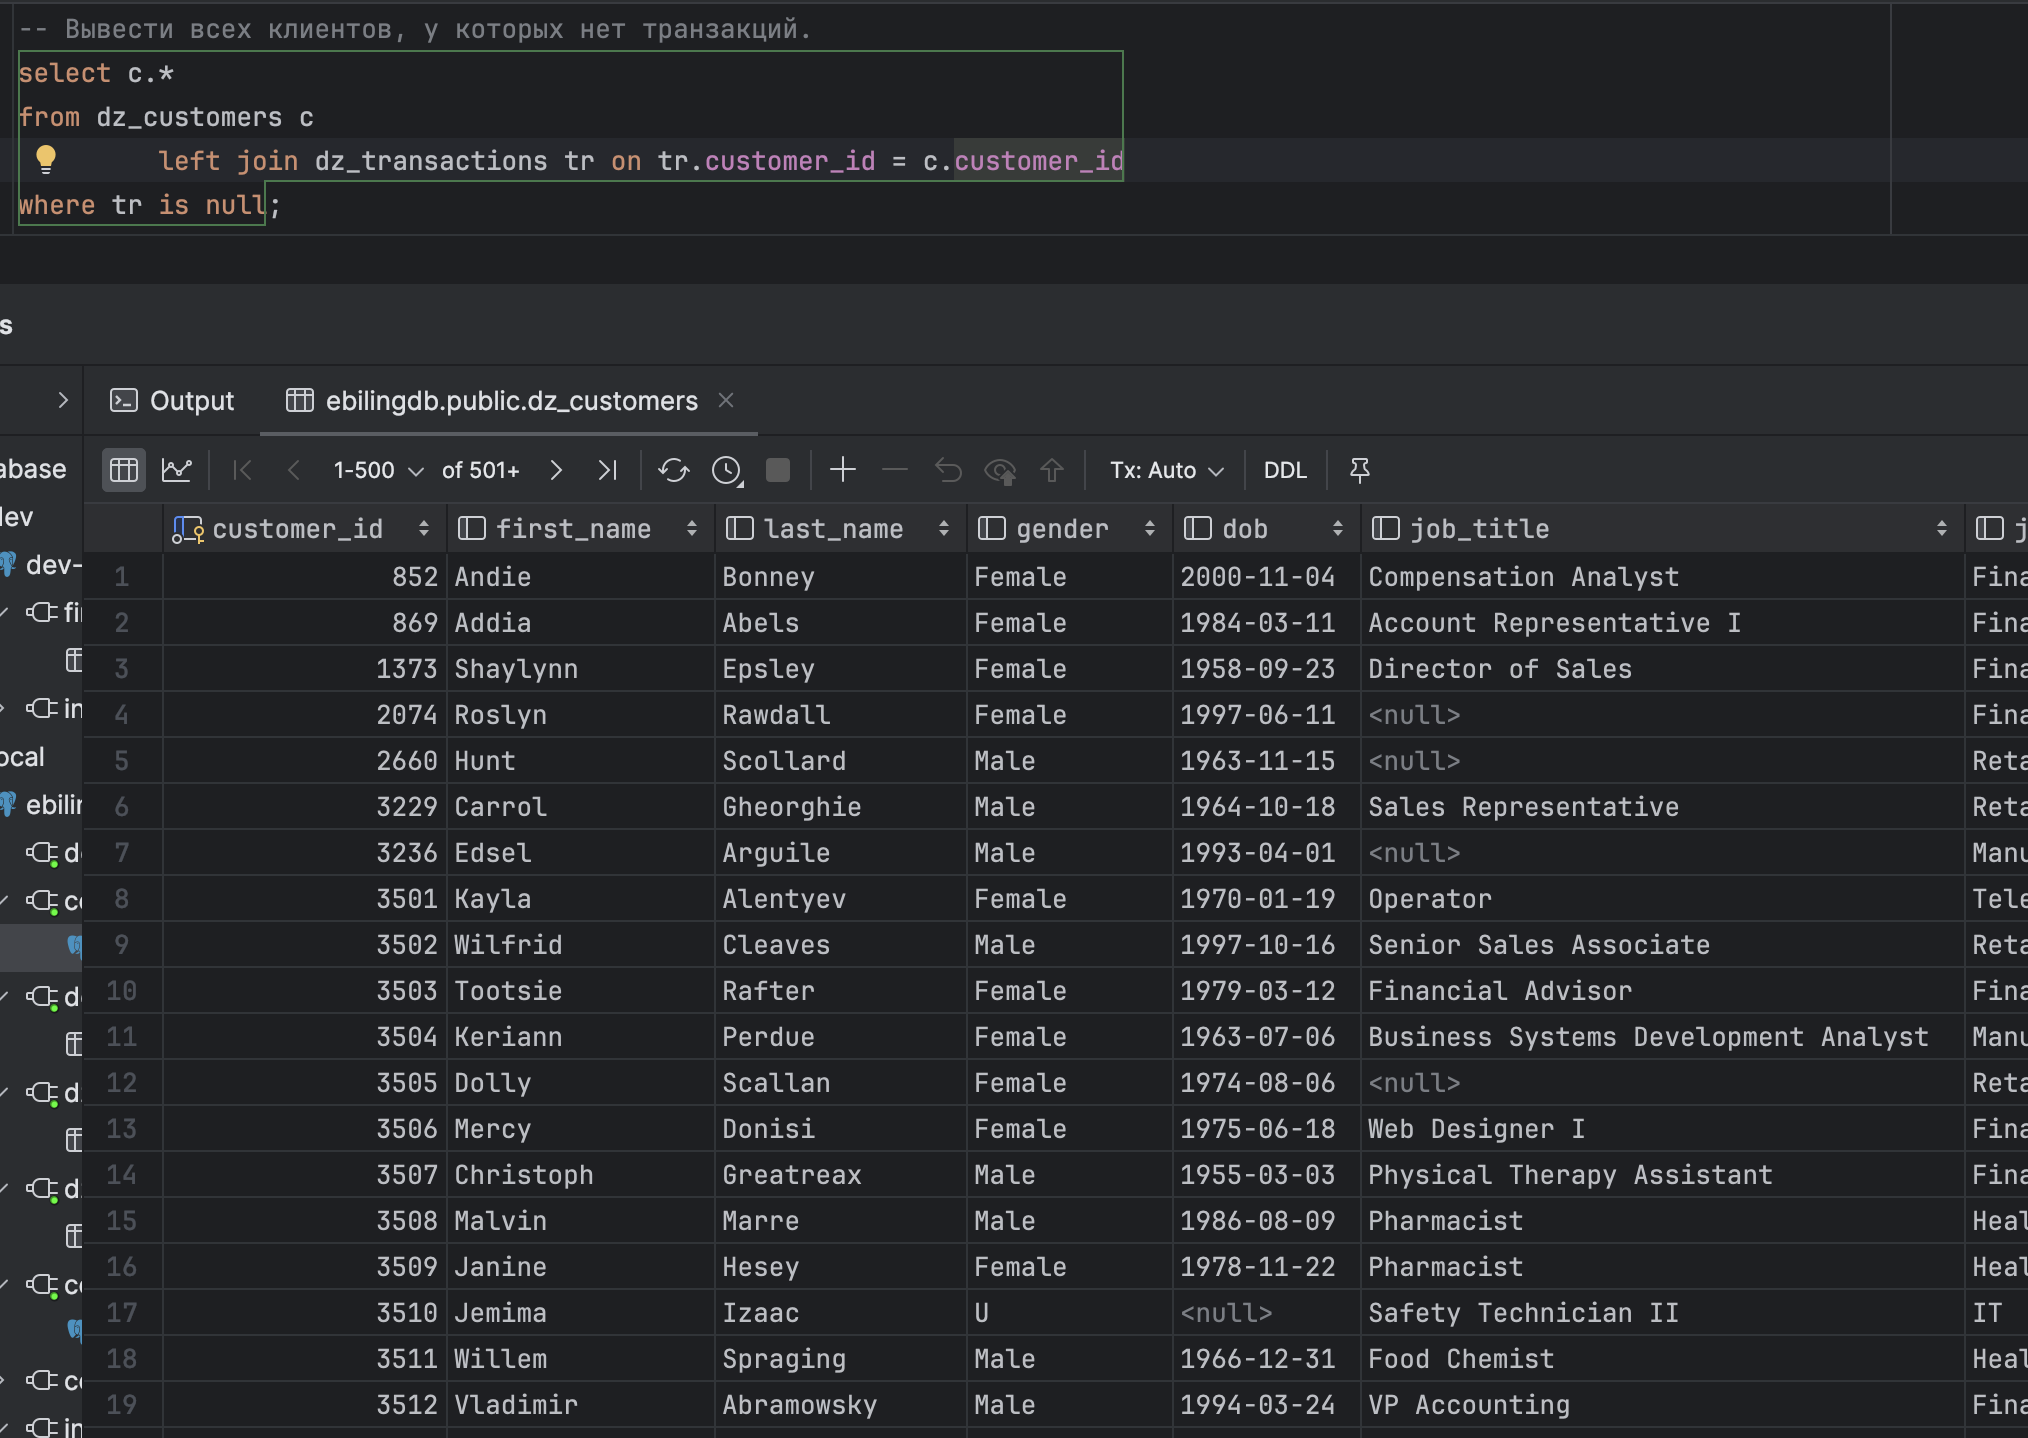 -- Вывести всех клиентов, у которых нет транзакций.
select c.*
from dz_customers c
left join dz_transactions tr on tr.customer_id = c.customer_id
where tr is null;
s
Output ebilingdb.public.dz_customers
1-500 of 501+ Tx: Auto DDL
customer_id first_name last_name gender dob job_title j
1 852 Andie Bonney Female 2000-11-04 Compensation Analyst Fina
2 869 Addia Abels Female 1984-03-11 Account Representative I Fina
3 1373 Shaylynn Epsley Female 1958-09-23 Director of Sales Fina
4 2074 Roslyn Rawdall Female 1997-06-11 <null> Fina
5 2660 Hunt Scollard Male 1963-11-15 <null> Reta
6 3229 Carrol Gheorghie Male 1964-10-18 Sales Representative Reta
7 3236 Edsel Arguile Male 1993-04-01 <null> Manu
8 3501 Kayla Alentyev Female 1970-01-19 Operator Tele
9 3502 Wilfrid Cleaves Male 1997-10-16 Senior Sales Associate Reta
10 3503 Tootsie Rafter Female 1979-03-12 Financial Advisor Fina
11 3504 Keriann Perdue Female 1963-07-06 Business Systems Development Analyst Manu
12 3505 Dolly Scallan Female 1974-08-06 <null> Reta
13 3506 Mercy Donisi Female 1975-06-18 Web Designer I Fina
14 3507 Christoph Greatreax Male 1955-03-03 Physical Therapy Assistant Fina
15 3508 Malvin Marre Male 1986-08-09 Pharmacist Heal
16 3509 Janine Hesey Female 1978-11-22 Pharmacist Heal
17 3510 Jemima Izaac U <null> Safety Technician II IT
18 3511 Willem Spraging Male 1966-12-31 Food Chemist Heal
19 3512 Vladimir Abramowsky Male 1994-03-24 VP Accounting Fina
abase
dev
dev-
fi
in
ocal
ebilin
de
co
de
d
d
co
co
in